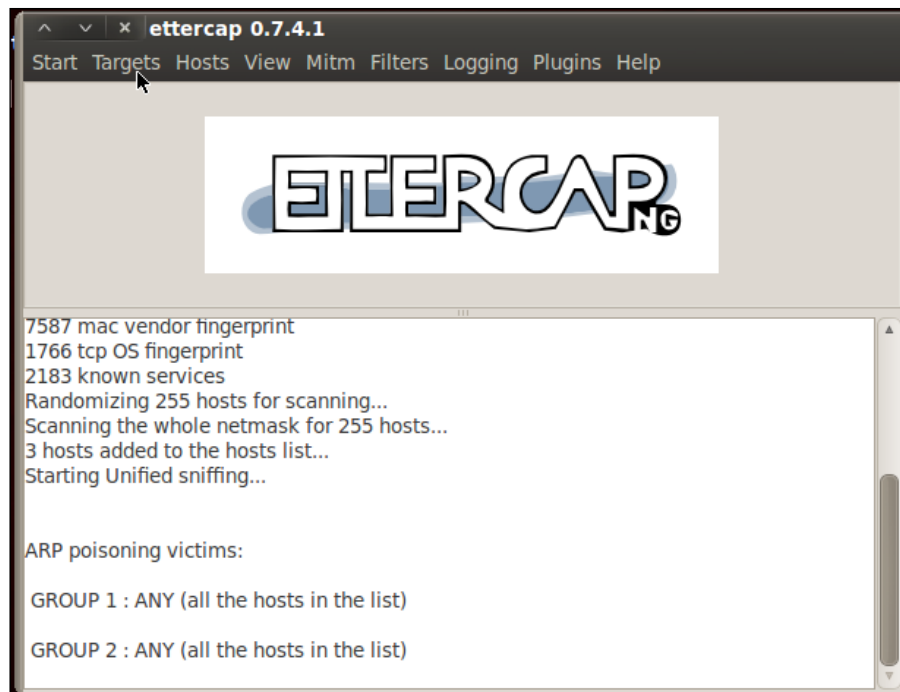 ettercap 0.7.4.1
Start Targets Hosts View Mitm Filters Logging Plugins Help
ETTERCAP NG
7587 mac vendor fingerprint
1766 tcp OS fingerprint
2183 known services
Randomizing 255 hosts for scanning...
Scanning the whole netmask for 255 hosts...
3 hosts added to the hosts list...
Starting Unified sniffing...
ARP poisoning victims:
GROUP 1 : ANY (all the hosts in the list)
GROUP 2 : ANY (all the hosts in the list)